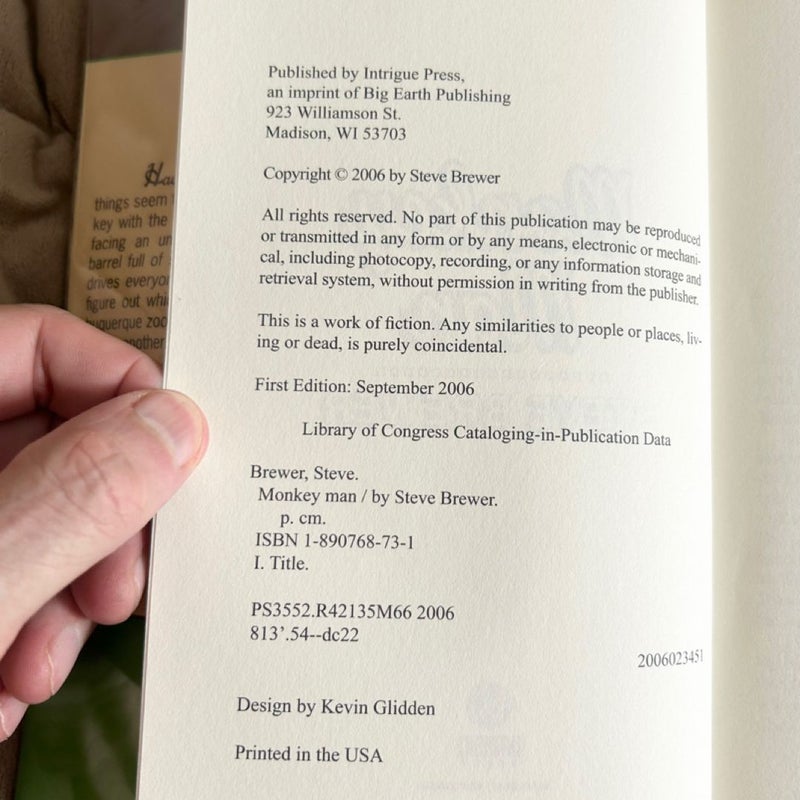 Published by Intrigue Press,
an imprint of Big Earth Publishing
923 Williamson St.
Madison, WI 53703
Copyright © 2006 by Steve Brewer
All rights reserved. No part of this publication may be reproduced
or transmitted in any form or by any means, electronic or mechani-
cal, including photocopy, recording, or any information storage and
retrieval system, without permission in writing from the publisher.
This is a work of fiction. Any similarities to people or places, liv-
ing or dead, is purely coincidental.
First Edition: September 2006
Library of Congress Cataloging-in-Publication Data
Brewer, Steve.
Monkey man / by Steve Brewer.
p. cm.
ISBN 1-890768-73-1
I. Title.
PS3552.R42135M66 2006
813’.54--dc22
2006023451
Design by Kevin Glidden
Printed in the USA
things seem
key with the
facing an
barrel full of
drives
figure out